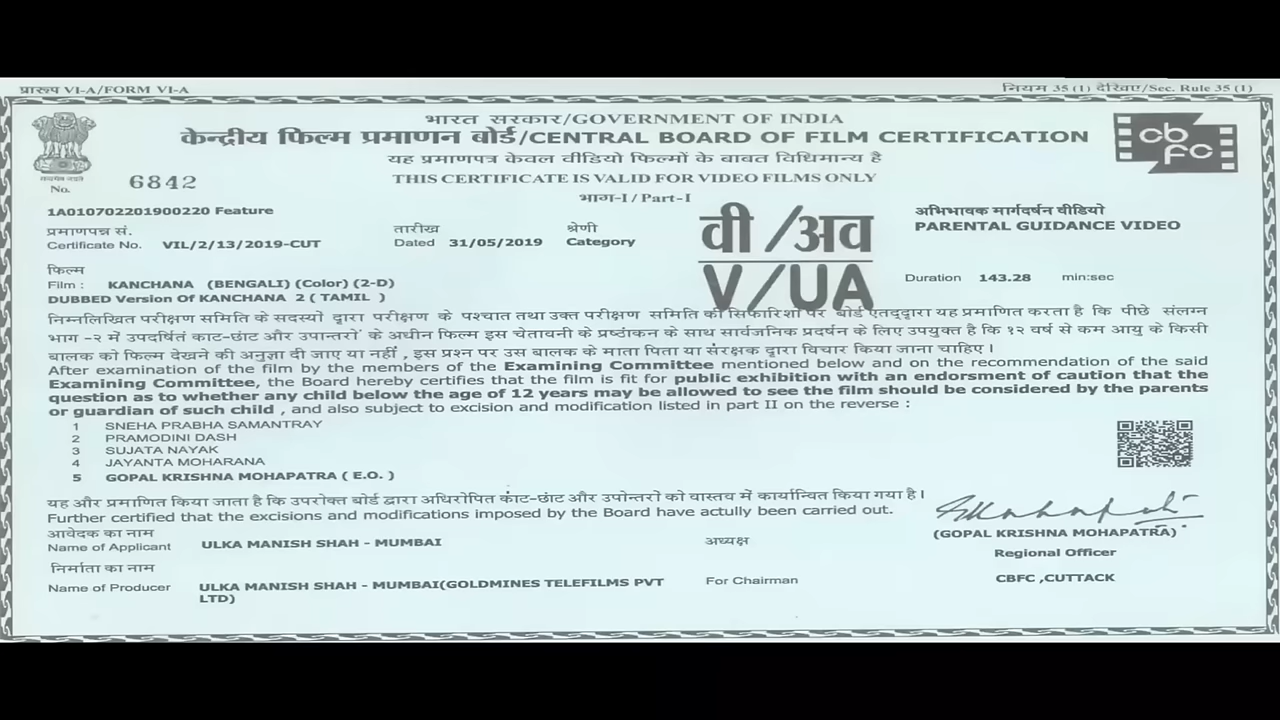 प्रारूप VI-A/FORM VI-A
नियम 35 (1) देखिए/Sec. Rule 35 (1)
भारत सरकार/GOVERNMENT OF INDIA
केन्द्रीय फिल्म प्रमाणन बोर्ड/CENTRAL BOARD OF FILM CERTIFICATION
cbfc
यह प्रमाणपत्र केवल वीडियो फिल्मों के बावत विधिमान्य है
सत्यमेव जयते
No. 6842
THIS CERTIFICATE IS VALID FOR VIDEO FILMS ONLY
भाग-I / Part-I
1A010702201900220 Feature
प्रमाणपत्र सं.
Certificate No. VIL/2/13/2019-CUT
तारीख
Dated 31/05/2019
श्रेणी
Category
वी/अव
V/UA
अभिभावक मार्गदर्शन वीडियो
PARENTAL GUIDANCE VIDEO
Duration 143.28 min:sec
फिल्म
Film : KANCHANA (BENGALI) (Color) (2-D)
DUBBED Version Of KANCHANA 2 ( TAMIL )
निम्नलिखित परीक्षण समिति के सदस्यों द्वारा परीक्षण के पश्चात तथा उक्त परीक्षण समिति की सिफारिशों पर बोर्ड एतद्द्वारा यह प्रमाणित करता है कि पीछे संलग्न
भाग -२ में उपदर्षित काट-छांट और उपान्तरों के अधीन फिल्म इस चेतावनी के प्रष्ठांकन के साथ सार्वजनिक प्रदर्षन के लिए उपयुक्त है कि १२ वर्ष से कम आयु के किसी
बालक को फिल्म देखने की अनुज्ञा दी जाए या नहीं , इस प्रश्न पर उस बालक के माता पिता या संरक्षक द्वारा विचार किया जाना चाहिए ।
After examination of the film by the members of the Examining Committee mentioned below and on the recommendation of the said
Examining Committee, the Board hereby certifies that the film is fit for public exhibition with an endorsment of caution that the
question as to whether any child below the age of 12 years may be allowed to see the film should be considered by the parents
or guardian of such child , and also subject to excision and modification listed in part II on the reverse :
1 SNEHA PRABHA SAMANTRAY
2 PRAMODINI DASH
3 SUJATA NAYAK
4 JAYANTA MOHARANA
5 GOPAL KRISHNA MOHAPATRA ( E.O. )
यह और प्रमाणित किया जाता है कि उपरोक्त बोर्ड द्वारा अधिरोपित काट-छांट और उपोन्तरों को वास्तव में कार्यान्वित किया गया है ।
Further certified that the excisions and modifications imposed by the Board have actully been carried out.
आवेदक का नाम
Name of Applicant ULKA MANISH SHAH - MUMBAI
अध्यक्ष
(GOPAL KRISHNA MOHAPATRA)
Regional Officer
निर्माता का नाम
Name of Producer ULKA MANISH SHAH - MUMBAI(GOLDMINES TELEFILMS PVT
LTD)
For Chairman
CBFC ,CUTTACK